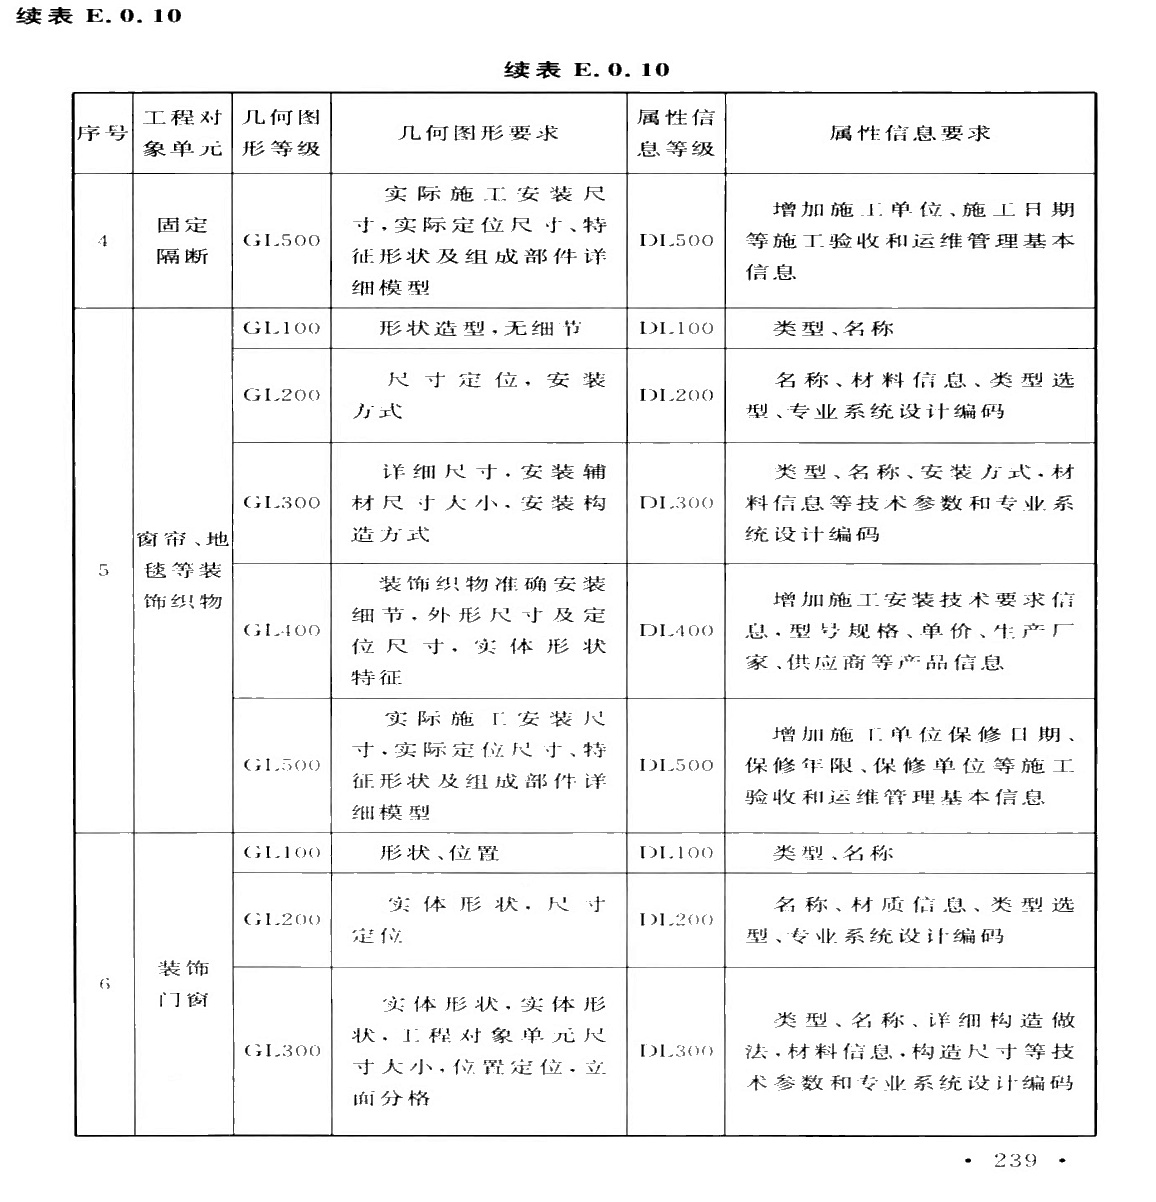 续表 E.0.10
续表 E.0.10
序号
工程对
象单元
几何图
形等级
几何图形要求
属性信
息等级
属性信息要求
4
固定
隔断
GL500
实际施工安装尺
寸,实际定位尺寸、特
征形状及组成部件详
细模型
DL500
增加施工单位、施工日期
等施工验收和运维管理基本
信息
5
窗帘、地
毯等装
饰织物
GL100
形状造型,无细节
DL100
类型、名称
GL200
尺寸定位,安装
方式
DL200
名称、材料信息、类型选
型、专业系统设计编码
GL300
详细尺寸,安装辅
材尺寸大小,安装构
造方式
DL300
类型、名称、安装方式,材
料信息等技术参数和专业系
统设计编码
GL400
装饰织物准确安装
细节,外形尺寸及定
位尺寸,实体形状
特征
DL400
增加施工安装技术要求信
息,型号规格、单价、生产厂
家、供应商等产品信息
GL500
实际施工安装尺
寸,实际定位尺寸、特
征形状及组成部件详
细模型
DL500
增加施工单位保修日期、
保修年限、保修单位等施工
验收和运维管理基本信息
6
装饰
门窗
GL100
形状、位置
DL100
类型、名称
GL200
实体形状,尺寸
定位
DL200
名称、材质信息、类型选
型、专业系统设计编码
GL300
实体形状,实体形
状,工程对象单元尺
寸大小,位置定位,立
面分格
DL300
类型、名称、详细构造做
法,材料信息,构造尺寸等技
术参数和专业系统设计编码
• 239 •